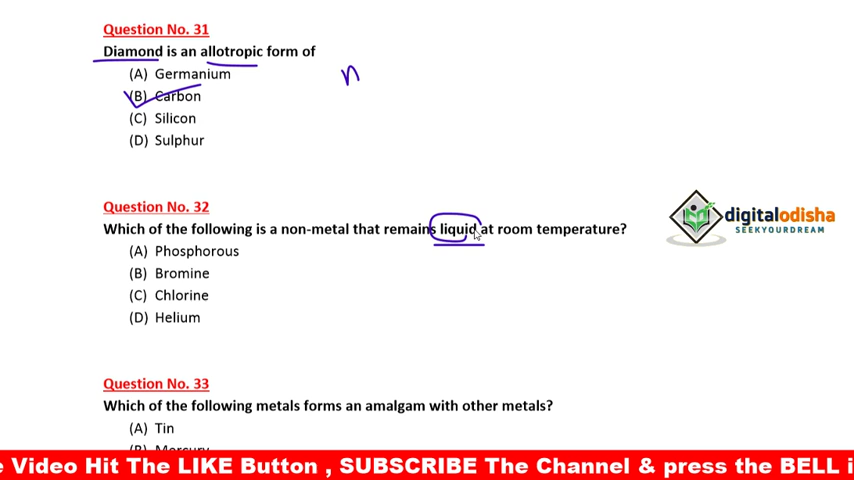 Question No. 31
Diamond is an allotropic form of
(A) Germanium
n
(B) Carbon
(C) Silicon
(D) Sulphur
Question No. 32
Which of the following is a non-metal that remains liquid at room temperature?
(A) Phosphorous
(B) Bromine
(C) Chlorine
(D) Helium
digitalodisha
SEEKYOURDREAM
Question No. 33
Which of the following metals forms an amalgam with other metals?
(A) Tin
(B) Mercury
Video Hit The LIKE Button , SUBSCRIBE The Channel & press the BELL